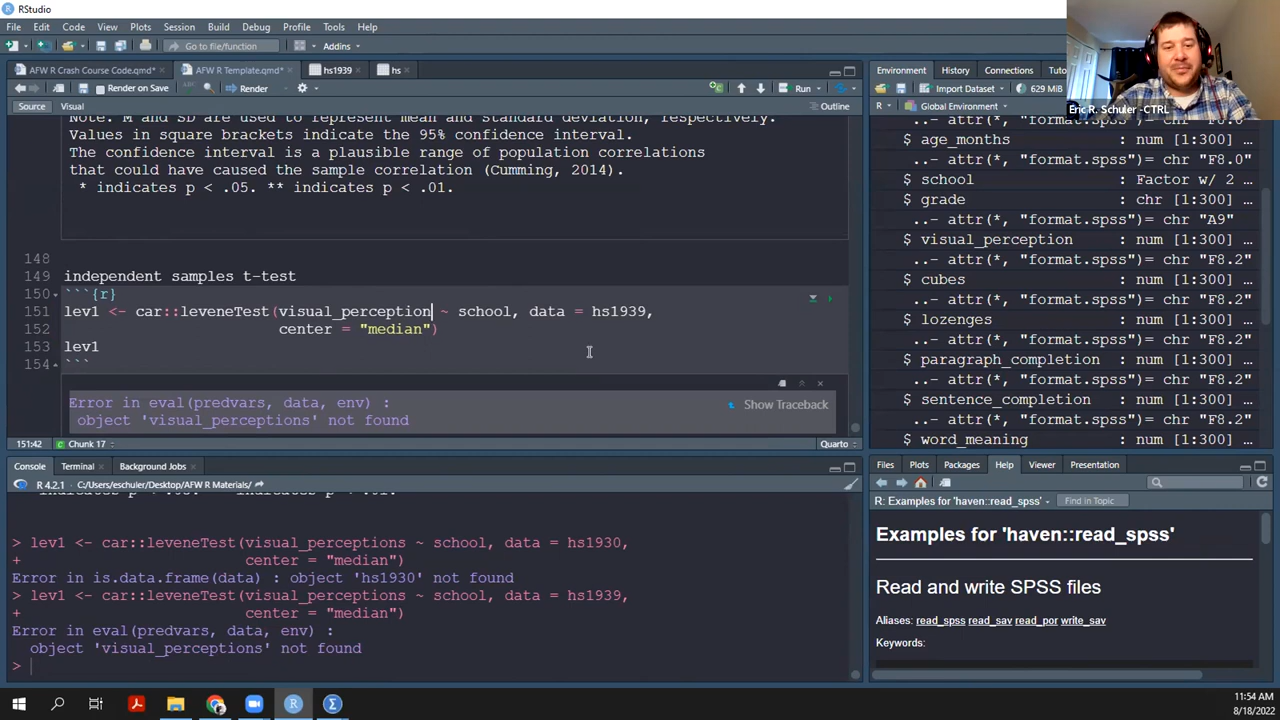 RStudio
File Edit Code View Plots Session Build Debug Profile Tools Help
Go to file/function Addins
AFW R Crash Course Code.qmd* AFW R Template.qmd* hs1939 hs
Render on Save Render Run
Source Visual Outline
Note. M and SD are used to represent mean and standard deviation, respectively.
Values in square brackets indicate the 95% confidence interval.
The confidence interval is a plausible range of population correlations
that could have caused the sample correlation (Cumming, 2014).
* indicates p < .05. ** indicates p < .01.
148
149 independent samples t-test
150 ```{r}
151 lev1 <- car::leveneTest(visual_perception ~ school, data = hs1939,
152 center = "median")
153 lev1
154 ```
Error in eval(predvars, data, env) :
object 'visual_perceptions' not found
Show Traceback
151:42 Chunk 17 Quarto
Console Terminal Background Jobs
R 4.2.1 · C:/Users/eschuler/Desktop/AFW R Materials/
> lev1 <- car::leveneTest(visual_perceptions ~ school, data = hs1930,
+ center = "median")
Error in is.data.frame(data) : object 'hs1930' not found
> lev1 <- car::leveneTest(visual_perceptions ~ school, data = hs1939,
+ center = "median")
Error in eval(predvars, data, env) :
object 'visual_perceptions' not found
>
Environment History Connections Tuto
Import Dataset 629 MiB
R Global Environment
$ age_months : num [1:300] …
..- attr(*, "format.spss")= chr "F8.0"
$ school : Factor w/ 2 …
$ grade : chr [1:300] …
..- attr(*, "format.spss")= chr "A9"
$ visual_perception : num [1:300] …
..- attr(*, "format.spss")= chr "F8.2"
$ cubes : num [1:300] …
..- attr(*, "format.spss")= chr "F8.2"
$ lozenges : num [1:300] …
..- attr(*, "format.spss")= chr "F8.2"
$ paragraph_completion : num [1:300] …
..- attr(*, "format.spss")= chr "F8.2"
$ sentence_completion : num [1:300] …
..- attr(*, "format.spss")= chr "F8.2"
$ word_meaning : num [1:300] …
Files Plots Packages Help Viewer Presentation
R: Examples for 'haven::read_spss' Find in Topic
Examples for 'haven::read_spss'
Read and write SPSS files
Aliases: read_spss read_sav read_por write_sav
Keywords:
Eric R. Schuler -CTRL
11:54 AM
8/18/2022